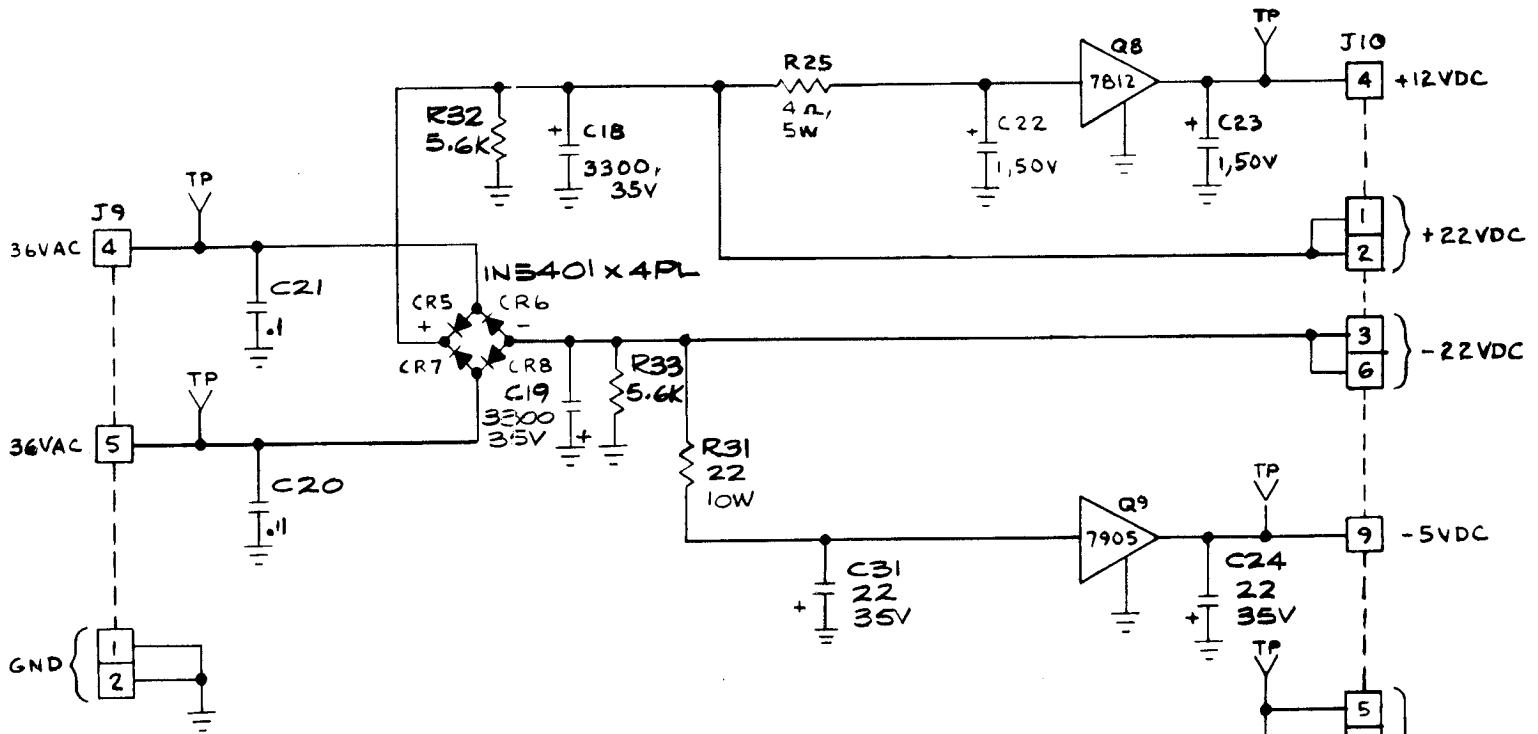 TP
J10
Q8
7812
4
+12VDC
R25
4Ω,
5W
R32
5.6K
+ C18
3300,
35V
+ C22
1,50V
+ C23
1,50V
TP
J9
36VAC 4
1
2
+22VDC
C21
.1
IN5401 x 4PL
CR5
CR6
+
-
CR7
CR8
3
6
-22VDC
TP
C19
3300
35V
+
R33
5.6K
36VAC 5
C20
.1
R31
22
10W
TP
Q9
7905
9
-5VDC
C31
22
35V
+
C24
22
35V
+
GND
1
2
TP
5